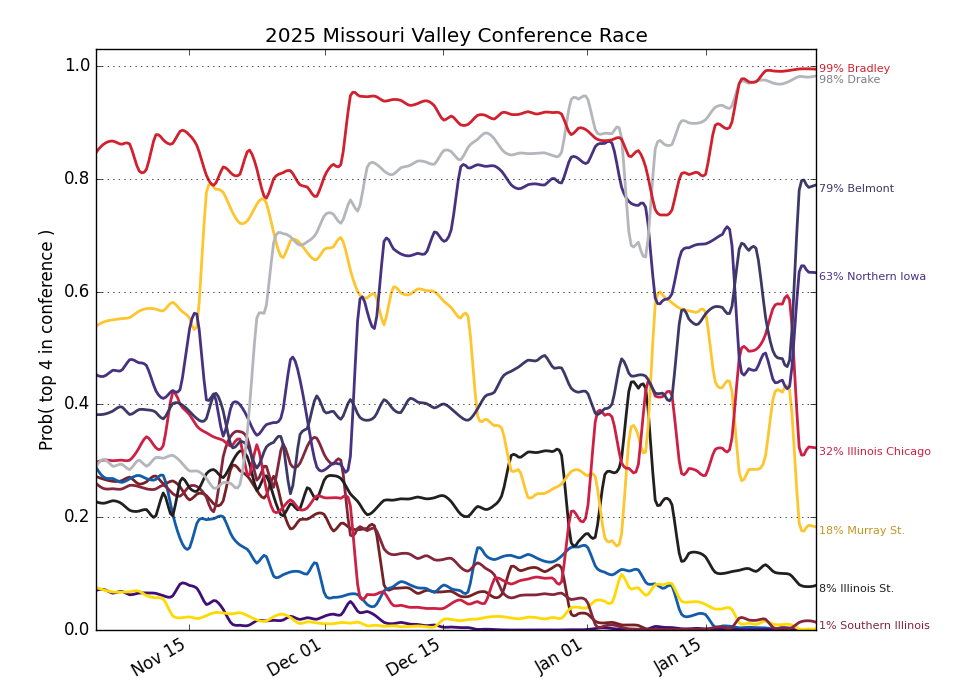 2025 Missouri Valley Conference Race
Prob( top 4 in conference )
1.0
0.8
0.6
0.4
0.2
0.0
Nov 15
Dec 01
Dec 15
Jan 01
Jan 15
99% Bradley
98% Drake
79% Belmont
63% Northern Iowa
32% Illinois Chicago
18% Murray St.
8% Illinois St.
1% Southern Illinois